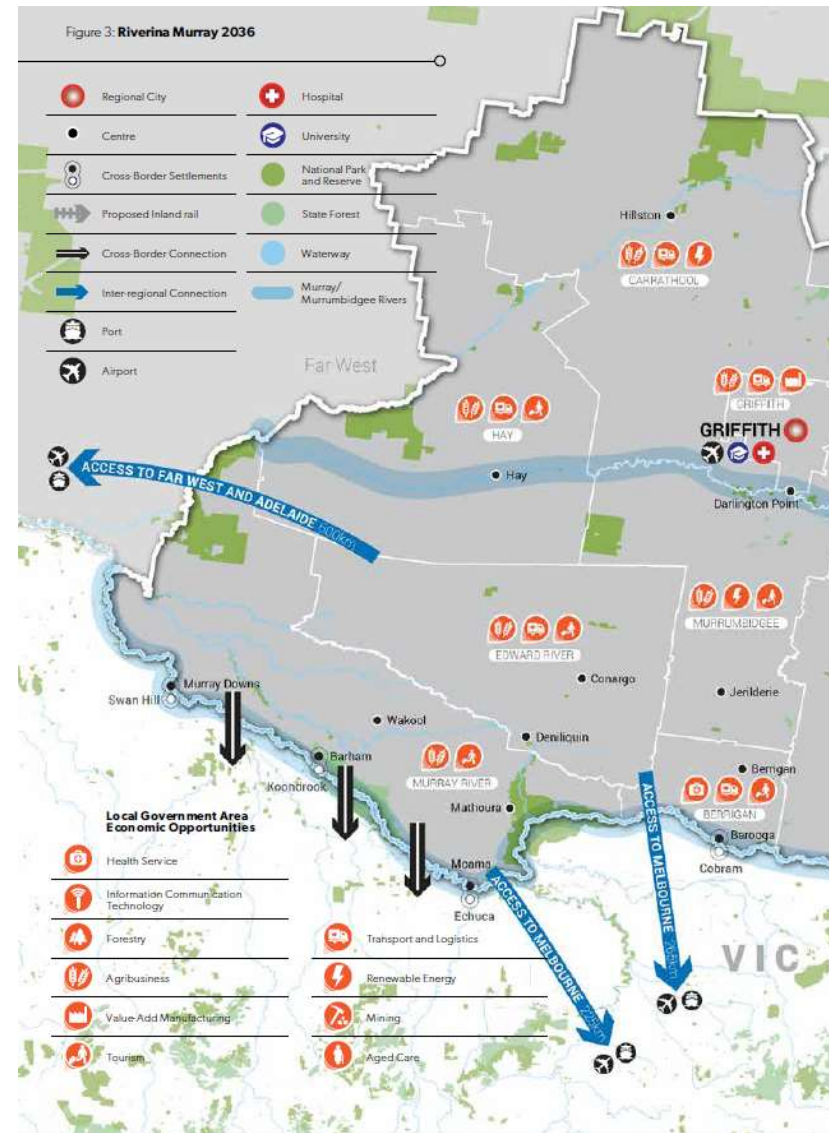 Figure 3: Riverina Murray 2036
Regional City
Hospital
Centre
University
Cross-Border Settlements
National Park
and Reserve
Proposed Inland rail
State Forest
Cross-Border Connection
Waterway
Inter-regional Connection
Murray/
Murrumbidgee Rivers
Port
Airport
Far West
Hillston
CARRATHOOL
GRIFFITH
GRIFFITH
HAY
Hay
Darlington Point
ACCESS TO FAR WEST AND ADELAIDE 600km
MURRUMBIDGEE
EDWARD RIVER
Conargo
Jerilderie
Murray Downs
Swan Hill
Wakool
Deniliquin
Barham
Koondrook
MURRAY RIVER
Mathoura
Berrigan
BERRIGAN
Barooga
Cobram
Moama
Echuca
ACCESS TO MELBOURNE 268km
ACCESS TO MELBOURNE 225km
VIC
Local Government Area
Economic Opportunities
Health Service
Information Communication
Technology
Forestry
Transport and Logistics
Agribusiness
Renewable Energy
Value-Add Manufacturing
Mining
Tourism
Aged Care